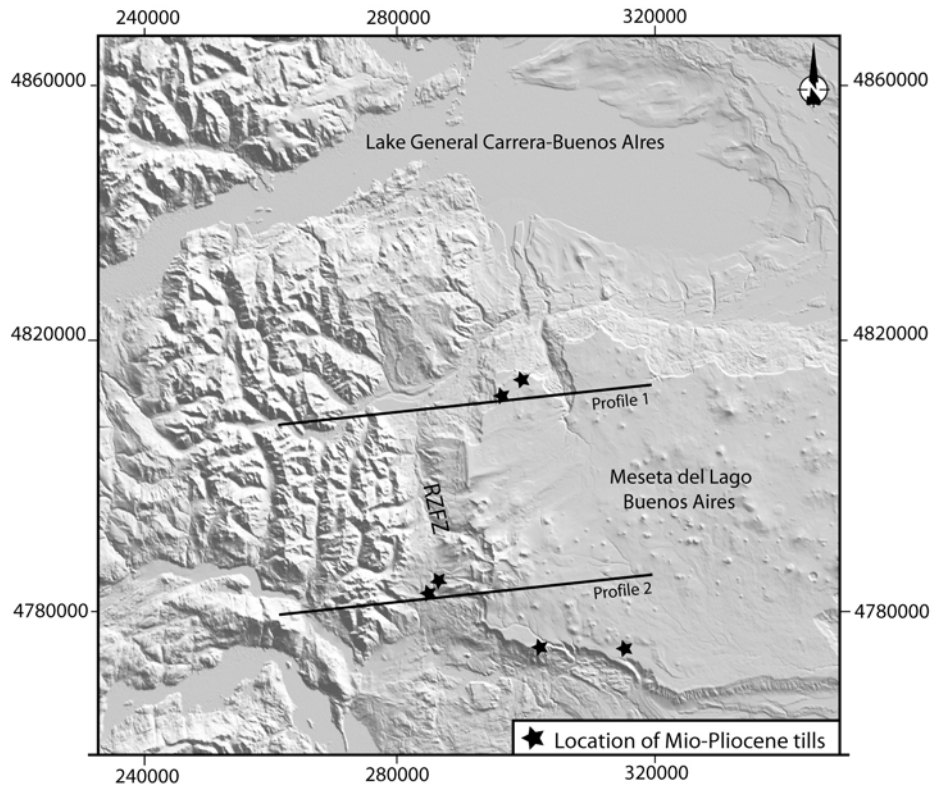 240000 280000 320000
4860000 4860000
N
Lake General Carrera-Buenos AIres
4820000 4820000
Profile 1
Meseta del Lago
Buenos Aires
RZFZ
Profile 2
4780000 4780000
Location of Mio-Pliocene tills
240000 280000 320000